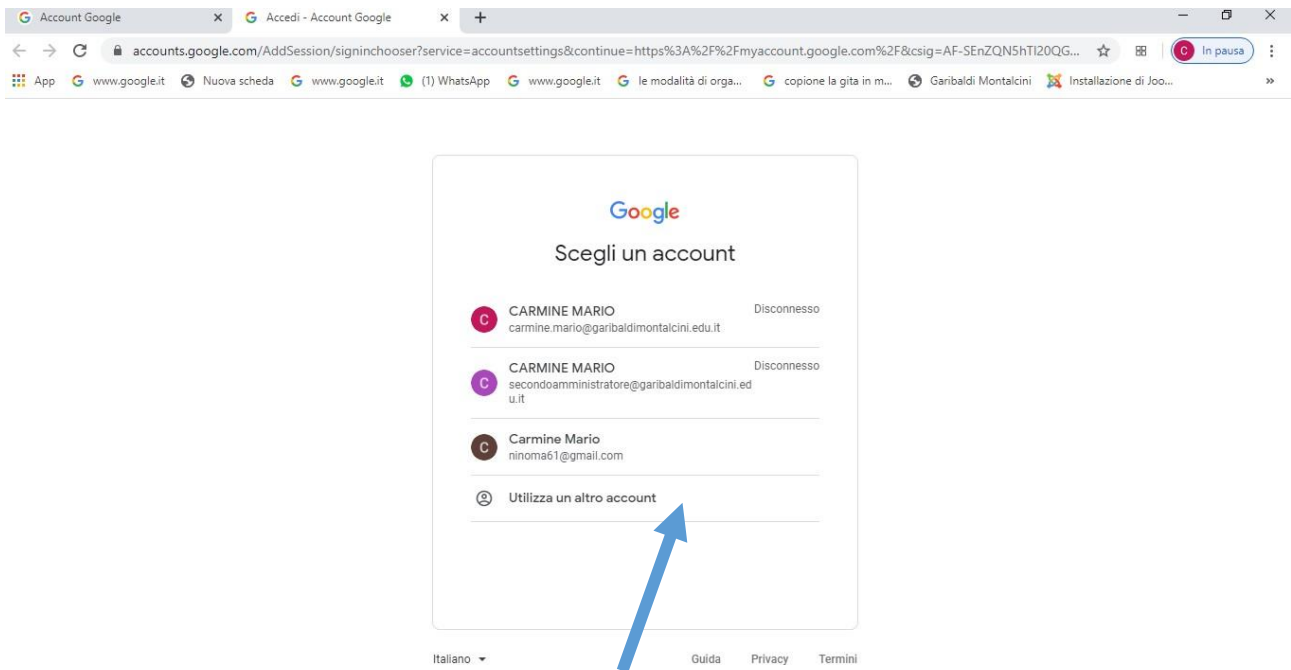 Account Google
Accedi - Account Google
accounts.google.com/AddSession/signinchooser?service=accountsettings&continue=https%3A%2F%2Fmyaccount.google.com%2F&csig=AF-SEnZQN5hTl20QG...
C
In pausa
App
www.google.it
Nuova scheda
www.google.it
(1) WhatsApp
www.google.it
le modalità di orga...
copione la gita in m...
Garibaldi Montalcini
Installazione di Joo...
Google
Scegli un account
C
CARMINE MARIO
Disconnesso
carmine.mario@garibaldimontalcini.edu.it
C
CARMINE MARIO
Disconnesso
secondoamministratore@garibaldimontalcini.ed
u.it
C
Carmine Mario
ninoma61@gmail.com
Utilizza un altro account
Italiano
Guida
Privacy
Termini